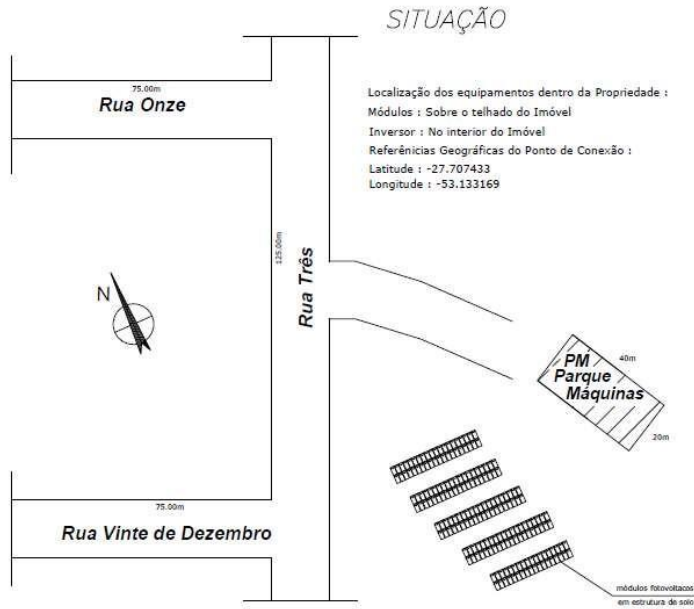 SITUAÇÃO
75.00m
Rua Onze
Localização dos equipamentos dentro da Propriedade :
Módulos : Sobre o telhado do Imóvel
Inversor : No interior do Imóvel
Referênicias Geográficas do Ponto de Conexão :
Latitude : -27.707433
Longitude : -53.133169
125.00m
Rua Três
N
PM
Parque
Máquinas
40m
20m
75.00m
Rua Vinte de Dezembro
módulos fotovoltacos
em estrutura de solo